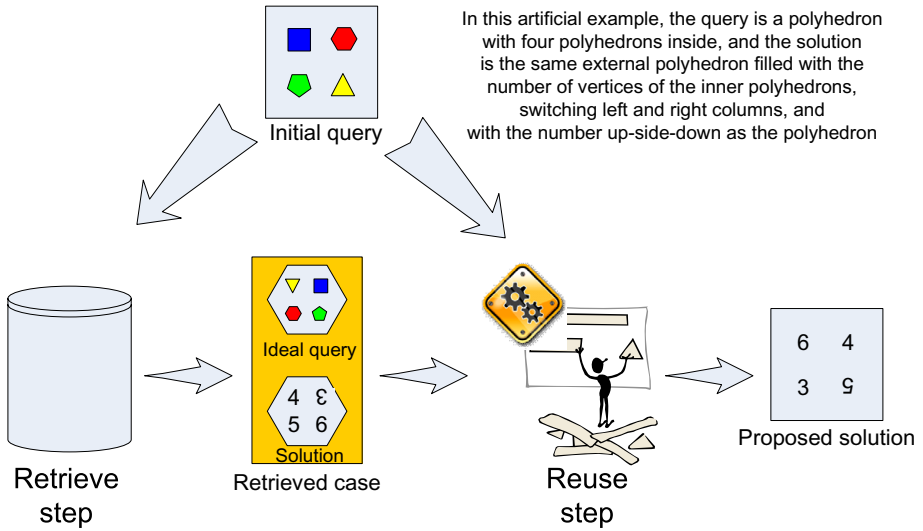 In this artificial example, the query is a polyhedron
with four polyhedrons inside, and the solution
is the same external polyhedron filled with the
number of vertices of the inner polyhedrons,
switching left and right columns, and
with the number up-side-down as the polyhedron
Initial query
Ideal query
4 3
5 6
Solution
Retrieved case
Retrieve
step
Reuse
step
6 4
3 5
Proposed solution